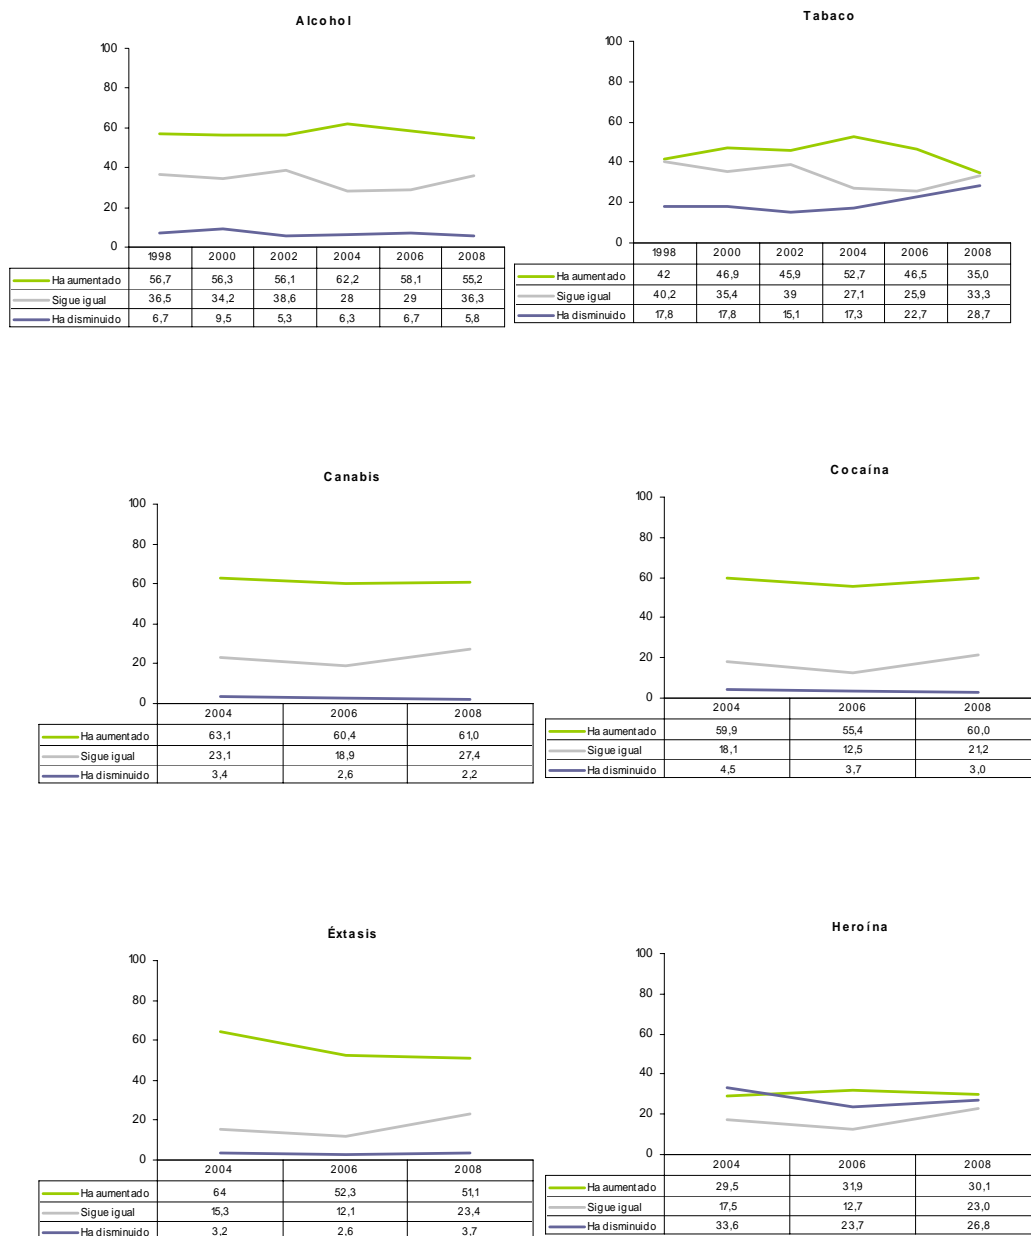 Alcohol
100
80
60
40
20
0
1998 2000 2002 2004 2006 2008
Ha aumentado 56,7 56,3 56,1 62,2 58,1 55,2
Sigue igual 36,5 34,2 38,6 28 29 36,3
Ha disminuido 6,7 9,5 5,3 6,3 6,7 5,8
Tabaco
100
80
60
40
20
0
1998 2000 2002 2004 2006 2008
Ha aumentado 42 46,9 45,9 52,7 46,5 35,0
Sigue igual 40,2 35,4 39 27,1 25,9 33,3
Ha disminuido 17,8 17,8 15,1 17,3 22,7 28,7
Canabis
100
80
60
40
20
0
2004 2006 2008
Ha aumentado 63,1 60,4 61,0
Sigue igual 23,1 18,9 27,4
Ha disminuido 3,4 2,6 2,2
Cocaína
100
80
60
40
20
0
2004 2006 2008
Ha aumentado 59,9 55,4 60,0
Sigue igual 18,1 12,5 21,2
Ha disminuido 4,5 3,7 3,0
Éxtasis
100
80
60
40
20
0
2004 2006 2008
Ha aumentado 64 52,3 51,1
Sigue igual 15,3 12,1 23,4
Ha disminuido 3,2 2,6 3,7
Heroína
100
80
60
40
20
0
2004 2006 2008
Ha aumentado 29,5 31,9 30,1
Sigue igual 17,5 12,7 23,0
Ha disminuido 33,6 23,7 26,8